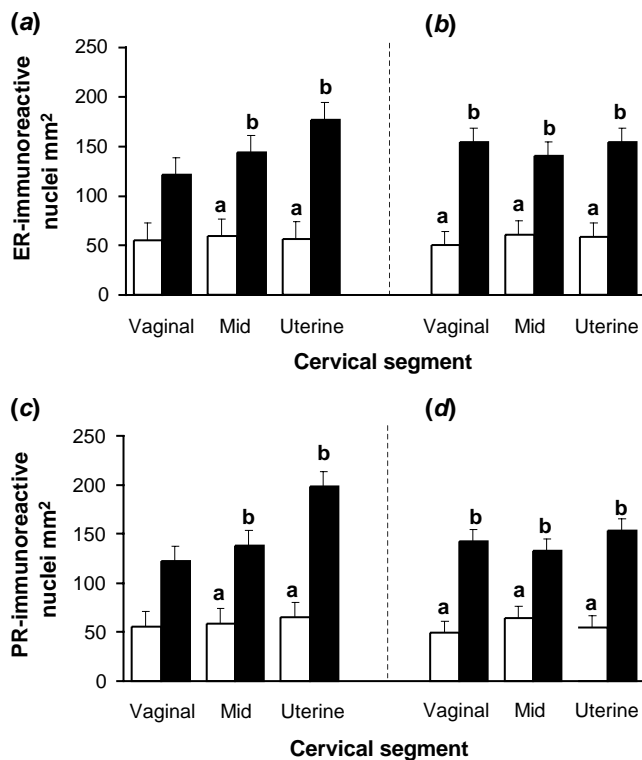 (a)
(b)
ER-immunoreactive
nuclei mm²
250
200
150
100
50
0
b
b
a
a
b
b
b
a
a
a
Vaginal Mid Uterine
Vaginal Mid Uterine
Cervical segment
(c)
(d)
PR-immunoreactive
nuclei mm²
250
200
150
100
50
0
b
b
a
a
b
b
b
a
a
a
Vaginal Mid Uterine
Vaginal Mid Uterine
Cervical segment